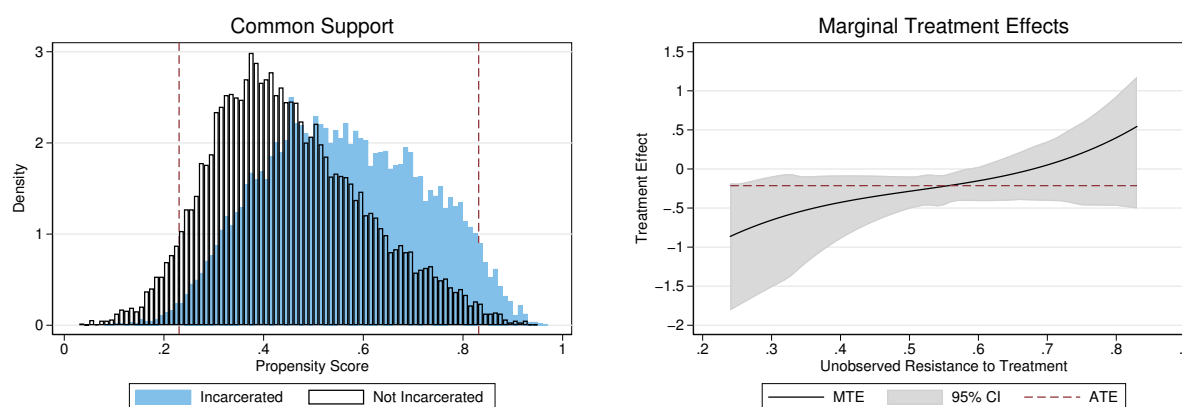 Common Support
3
2
1
0
Density
0
.2
.4
.6
.8
1
Propensity Score
Incarcerated
Not Incarcerated
Marginal Treatment Effects
1.5
1
.5
0
−.5
−1
−1.5
−2
Treatment Effect
.2
.3
.4
.5
.6
.7
.8
Unobserved Resistance to Treatment
MTE
95% CI
ATE